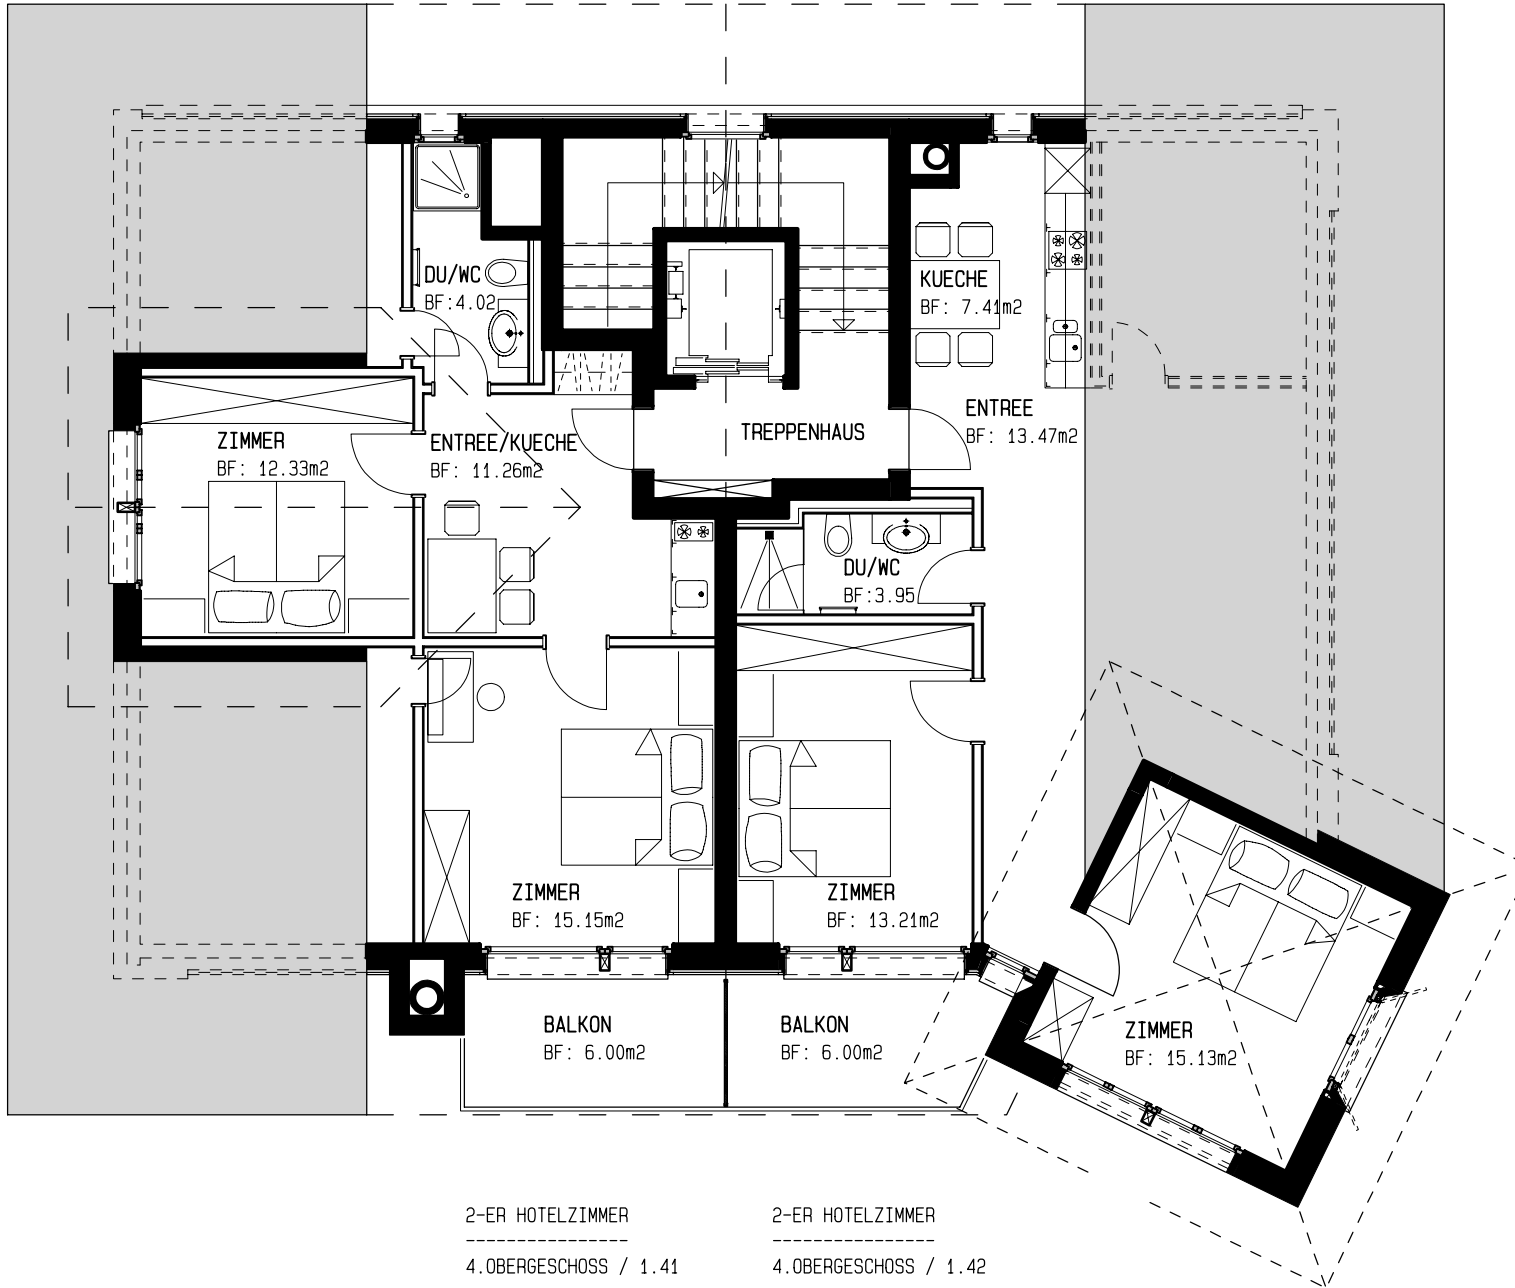 DU/WC
BF:4.02
KUECHE
BF: 7.41m2
ZIMMER
BF: 12.33m2
ENTREE/KUECHE
BF: 11.26m2
TREPPENHAUS
ENTREE
BF: 13.47m2
DU/WC
BF:3.95
ZIMMER
BF: 15.15m2
ZIMMER
BF: 13.21m2
BALKON
BF: 6.00m2
BALKON
BF: 6.00m2
ZIMMER
BF: 15.13m2
2-ER HOTELZIMMER
----------------
4.OBERGESCHOSS / 1.41
2-ER HOTELZIMMER
----------------
4.OBERGESCHOSS / 1.42